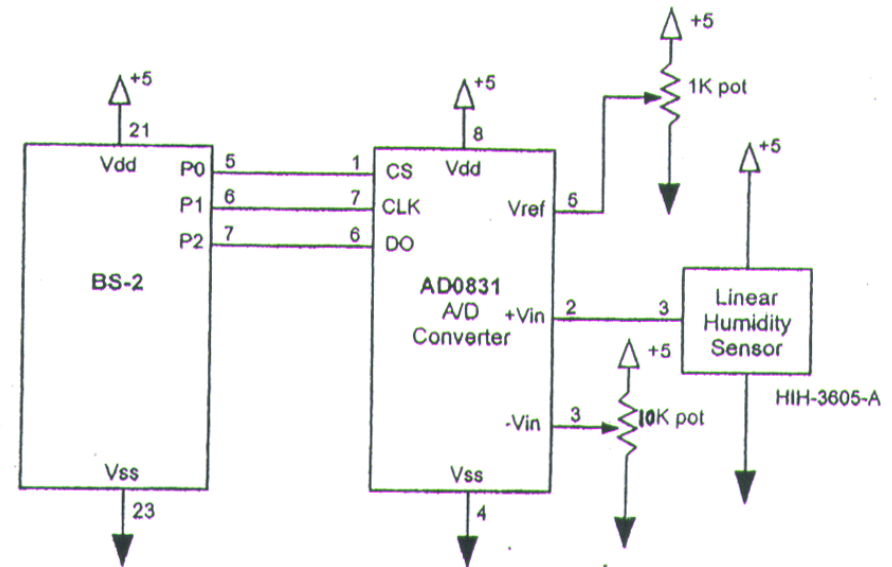 +5
1K pot
+5
21
Vdd
BS-2
P0 5
P1 6
P2 7
Vss
23
+5
8
Vdd
1 CS
7 CLK
6 DO
AD0831
A/D
Converter
Vref 5
+Vin 2
-Vin 3
Vss
4
+5
10K pot
+5
3
Linear
Humidity
Sensor
HIH-3605-A